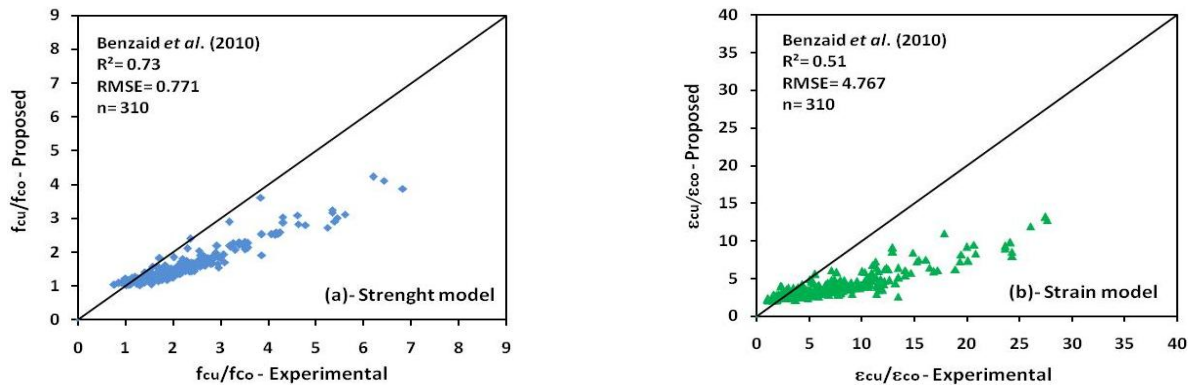 9
8
7
6
5
4
3
2
1
0
fcu/fco - Proposed
Benzaid et al. (2010)
R²= 0.73
RMSE= 0.771
n= 310
(a)- Strenght model
0 1 2 3 4 5 6 7 8 9
fcu/fco - Experimental
40
35
30
25
20
15
10
5
0
εcu/εco - Proposed
Benzaid et al. (2010)
R²= 0.51
RMSE= 4.767
n= 310
(b)- Strain model
0 5 10 15 20 25 30 35 40
εcu/εco - Experimental